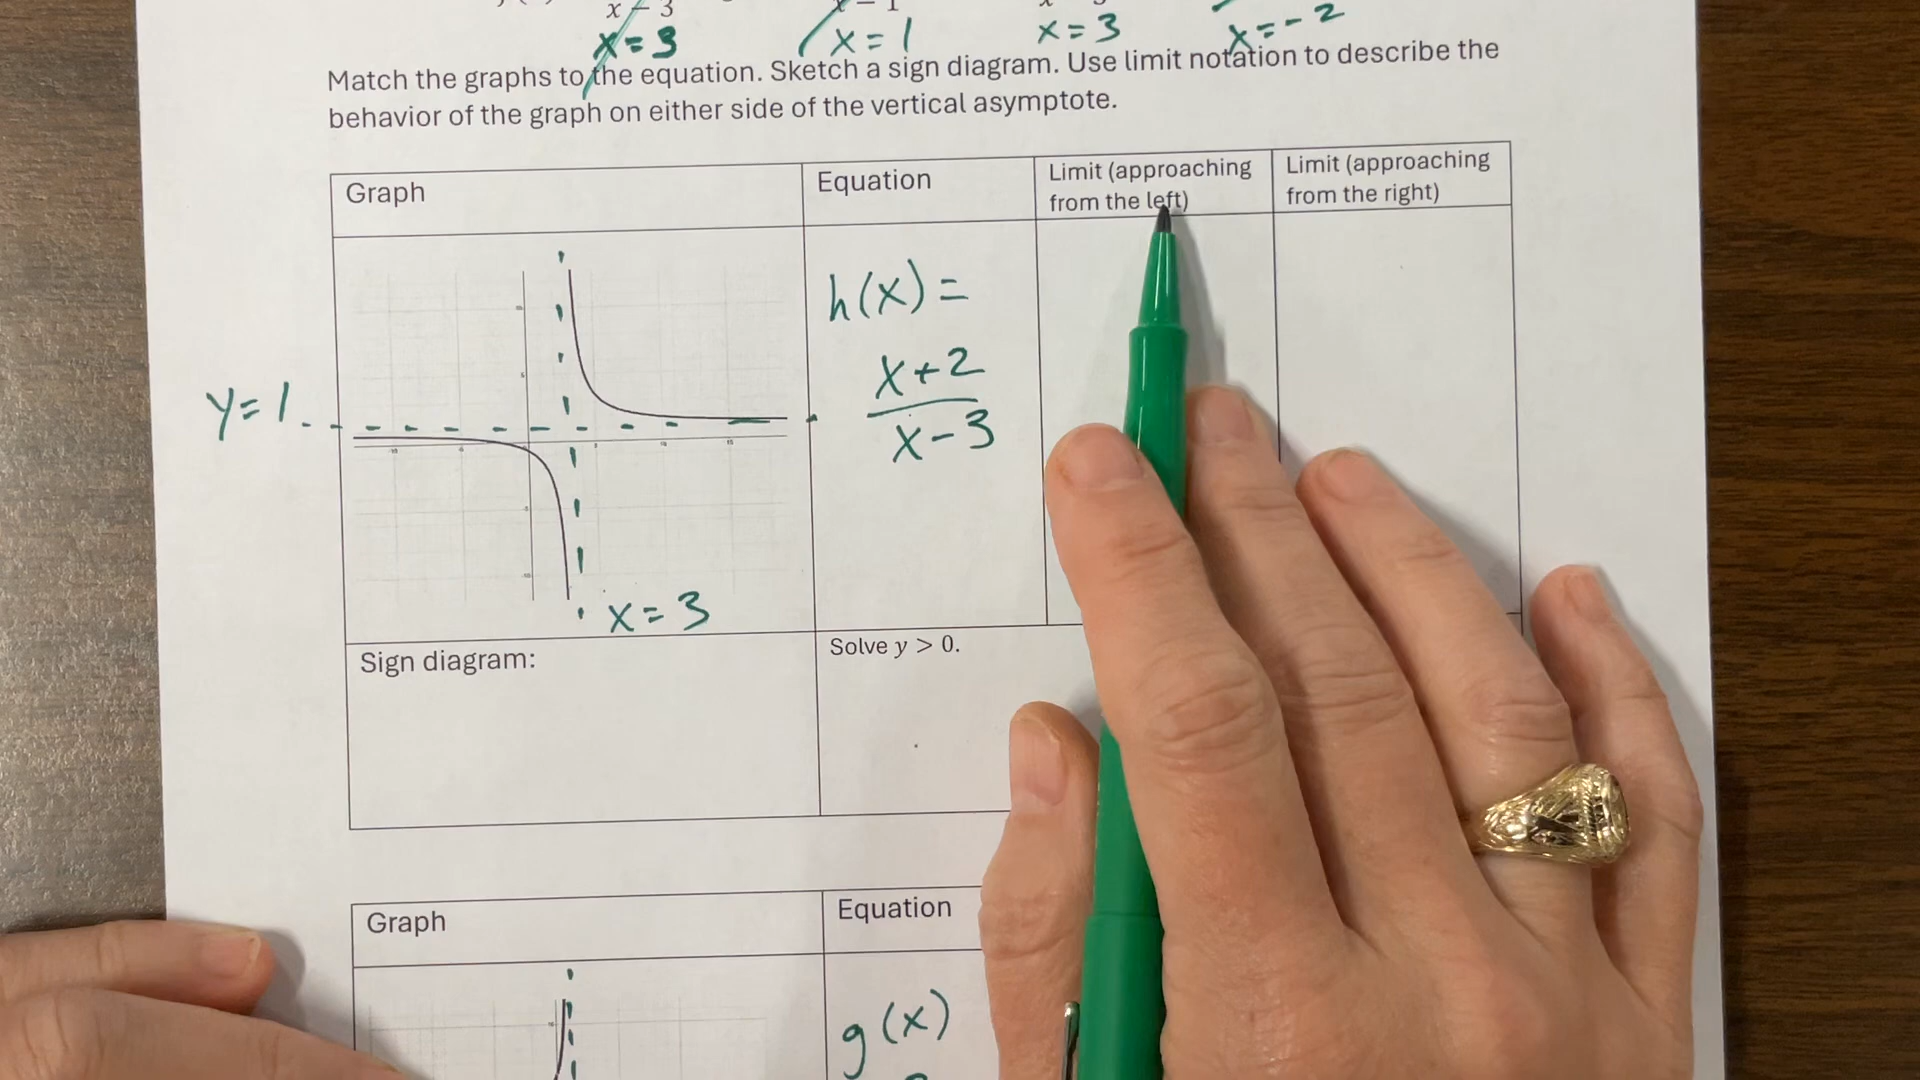 x - 3
x = 3
x = 1
x = 3
x = -2
Match the graphs to the equation. Sketch a sign diagram. Use limit notation to describe the
behavior of the graph on either side of the vertical asymptote.
Graph
Equation
Limit (approaching
from the left)
Limit (approaching
from the right)
h(x) =
x+2
x-3
y=1
x=3
Sign diagram:
Solve y > 0.
Graph
Equation
g(x)